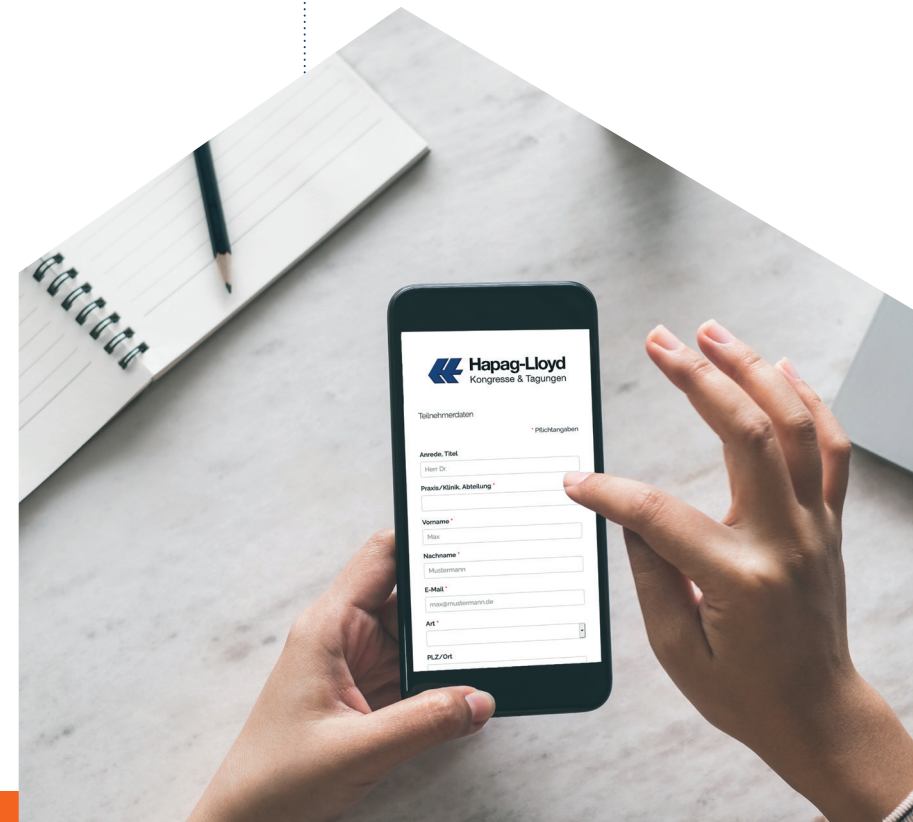 Hapag-Lloyd
Kongresse & Tagungen
Teilnehmerdaten
* Pflichtangaben
Anrede, Titel
Herr Dr.
Praxis/Klinik, Abteilung *
Vorname *
Max
Nachname *
Mustermann
E-Mail *
max@mustermann.de
Art *
PLZ/Ort